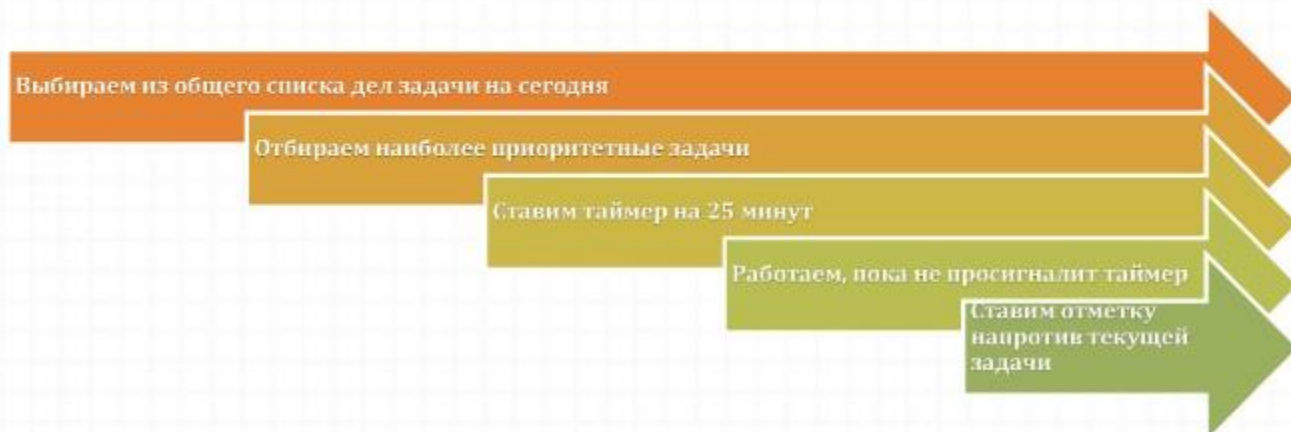 Выбираем из общего списка дел задачи на сегодня
Отбираем наиболее приоритетные задачи
Ставим таймер на 25 минут
Работаем, пока не просигналит таймер
Ставим отметку
напротив текущей
задачи